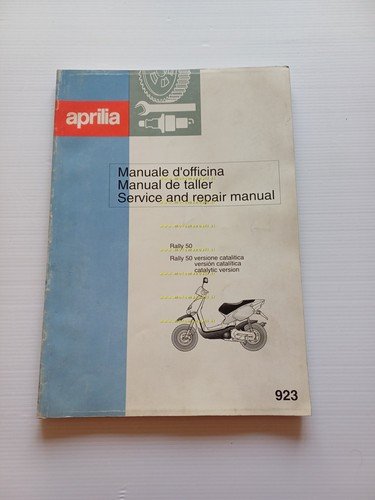 aprilia
Manuale d'officina
Manual de taller
Service and repair manual
Rally 50
Rally 50 versione catalitica
versión catalítica
catalytic version
923